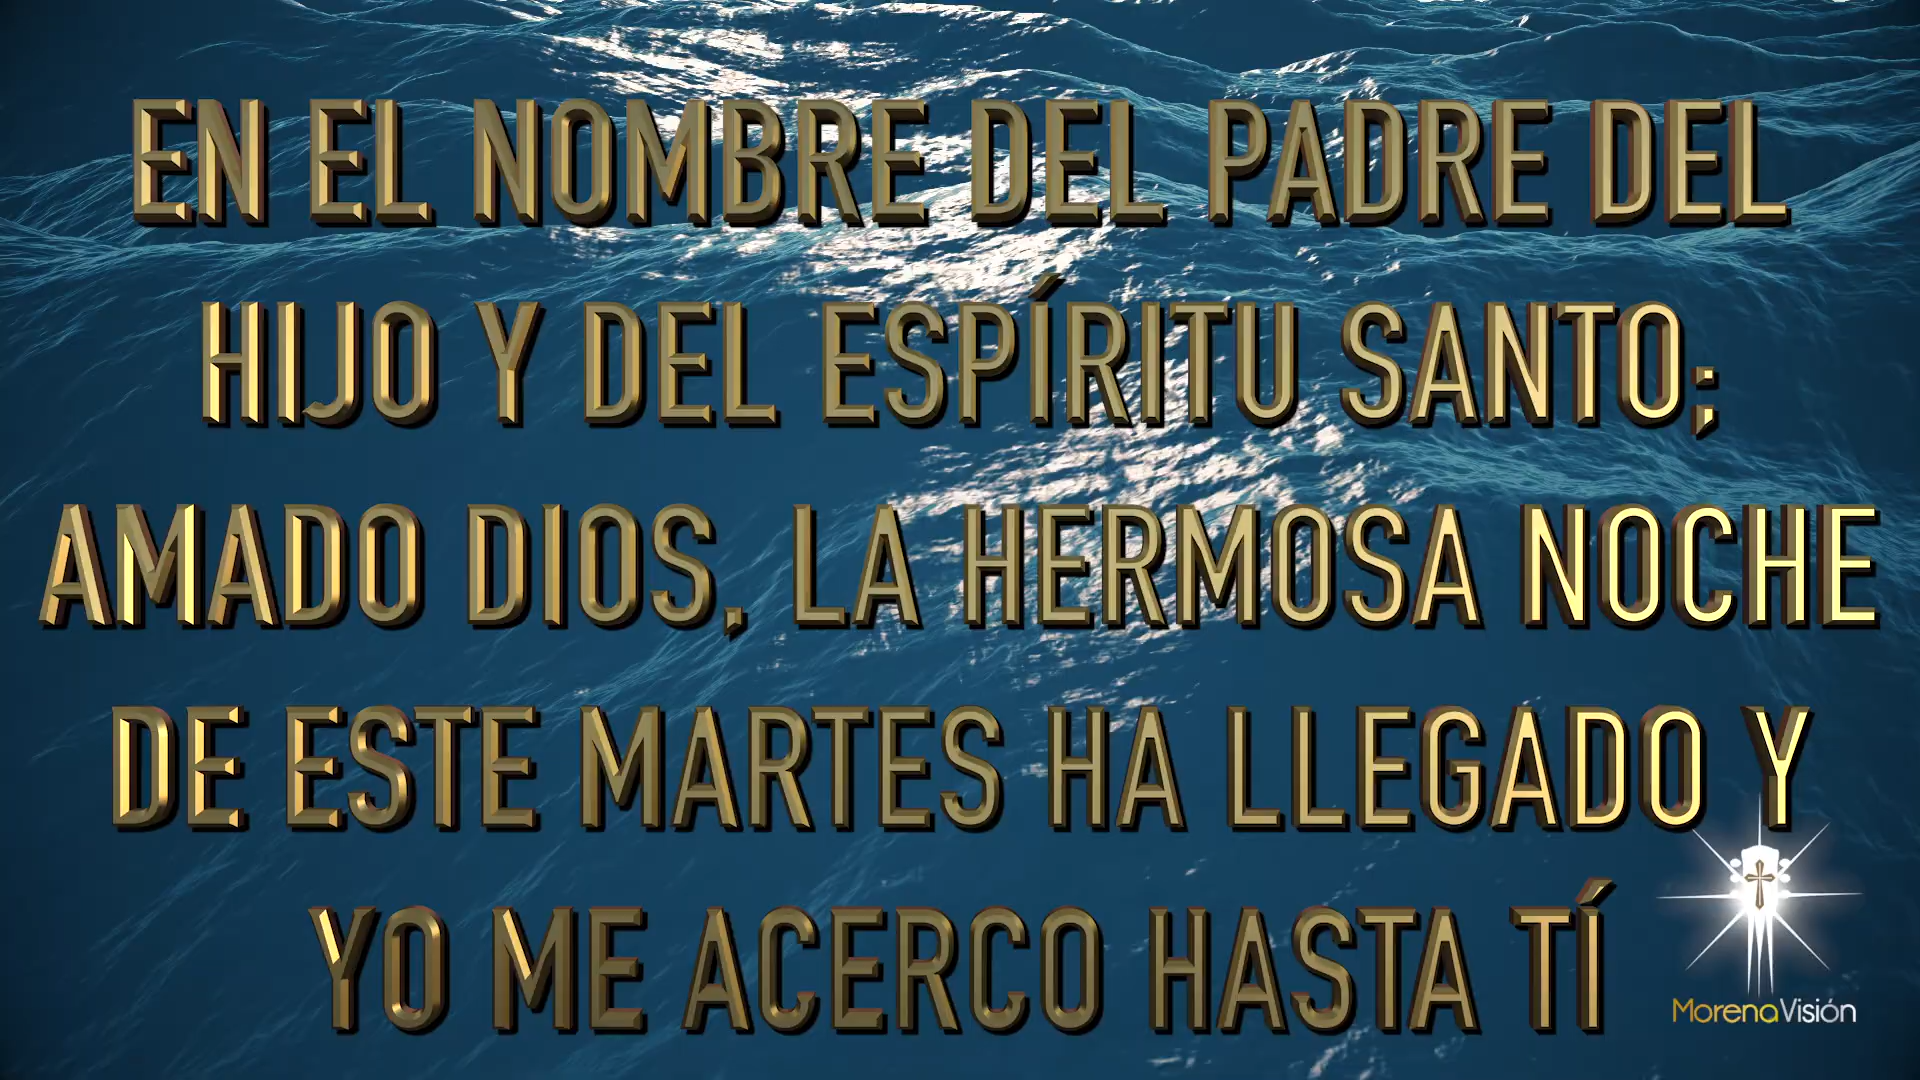 EN EL NOMBRE DEL PADRE DEL
HIJO Y DEL ESPÍRITU SANTO;
AMADO DIOS, LA HERMOSA NOCHE
DE ESTE MARTES HA LLEGADO Y
YO ME ACERCO HASTA TÍ
MorenaVisión